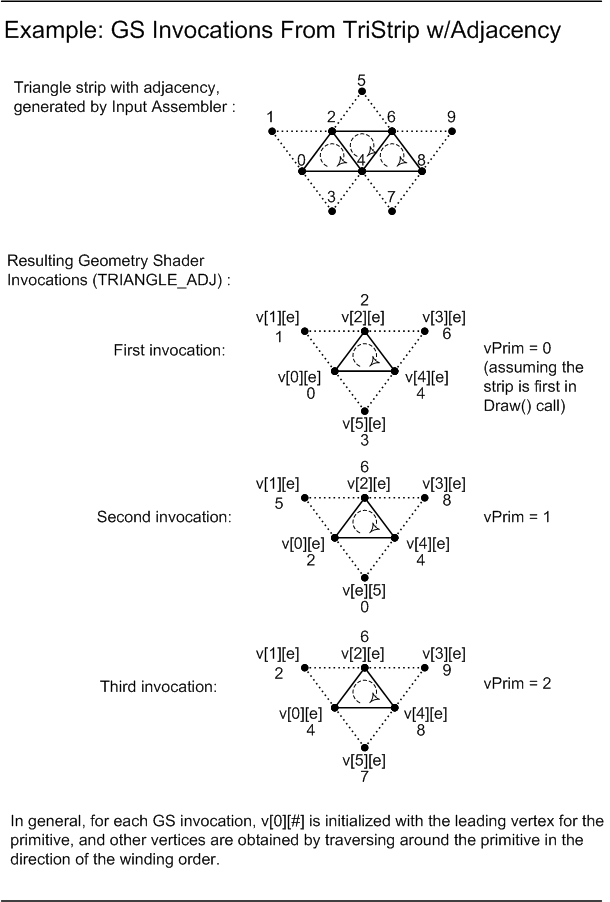 Example: GS Invocations From TriStrip w/Adjacency
Triangle strip with adjacency,
generated by Input Assembler :
5
1
2
6
9
0
4
8
3
7
Resulting Geometry Shader
Invocations (TRIANGLE_ADJ) :
First invocation:
2
v[1][e]
v[2][e]
v[3][e]
1
6
v[0][e]
v[4][e]
0
4
v[5][e]
3
vPrim = 0
(assuming the
strip is first in
Draw() call)
Second invocation:
6
v[1][e]
v[2][e]
v[3][e]
5
8
v[0][e]
v[4][e]
2
4
v[e][5]
0
vPrim = 1
Third invocation:
6
v[1][e]
v[2][e]
v[3][e]
2
9
v[0][e]
v[4][e]
4
8
v[5][e]
7
vPrim = 2
In general, for each GS invocation, v[0][#] is initialized with the leading vertex for the
primitive, and other vertices are obtained by traversing around the primitive in the
direction of the winding order.